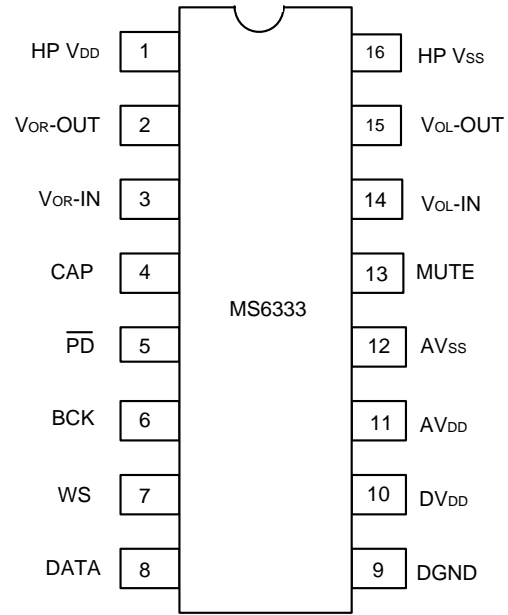 HP VDD 1 16 HP VSS
VOR-OUT 2 15 VOL-OUT
VOR-IN 3 14 VOL-IN
CAP 4 13 MUTE
MS6333
PD 5 12 AVSS
BCK 6 11 AVDD
WS 7 10 DVDD
DATA 8 9 DGND